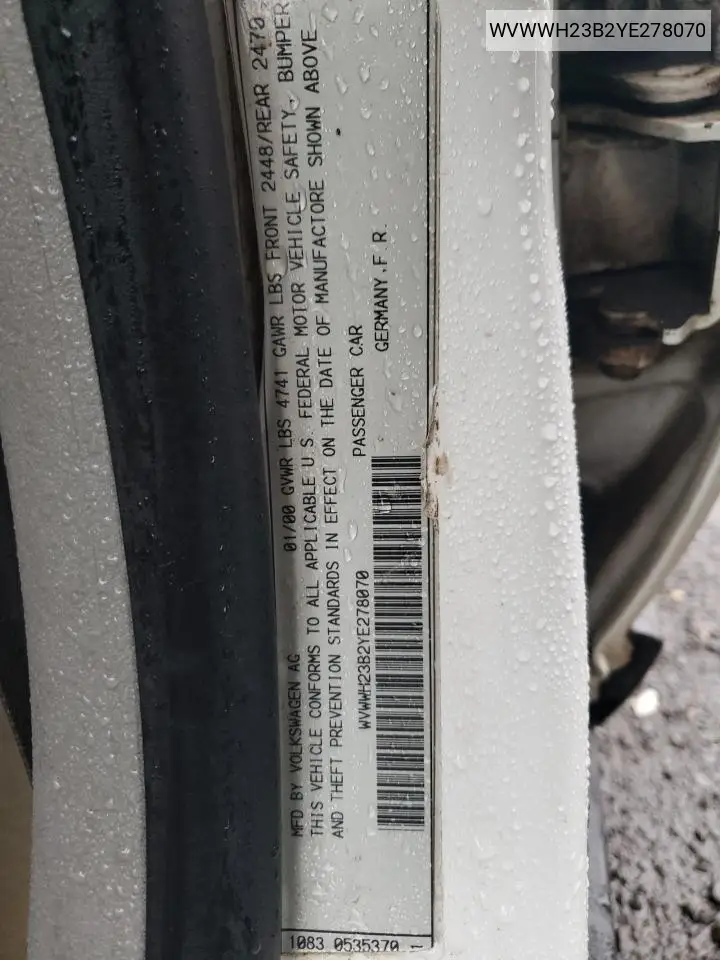 WVWWH23B2YE278070
MFD BY VOLKSWAGEN AG 01/00 GVWR LBS 4741 GAWR LBS FRONT 2448/REAR 2470
THIS VEHICLE CONFORMS TO ALL APPLICABLE U.S. FEDERAL MOTOR VEHICLE SAFETY, BUMPER
AND THEFT PREVENTION STANDARDS IN EFFECT ON THE DATE OF MANUFACTORE SHOWN ABOVE
WVWWH23B2YE278070 PASSENGER CAR
GERMANY,F.R.
1083 0535370